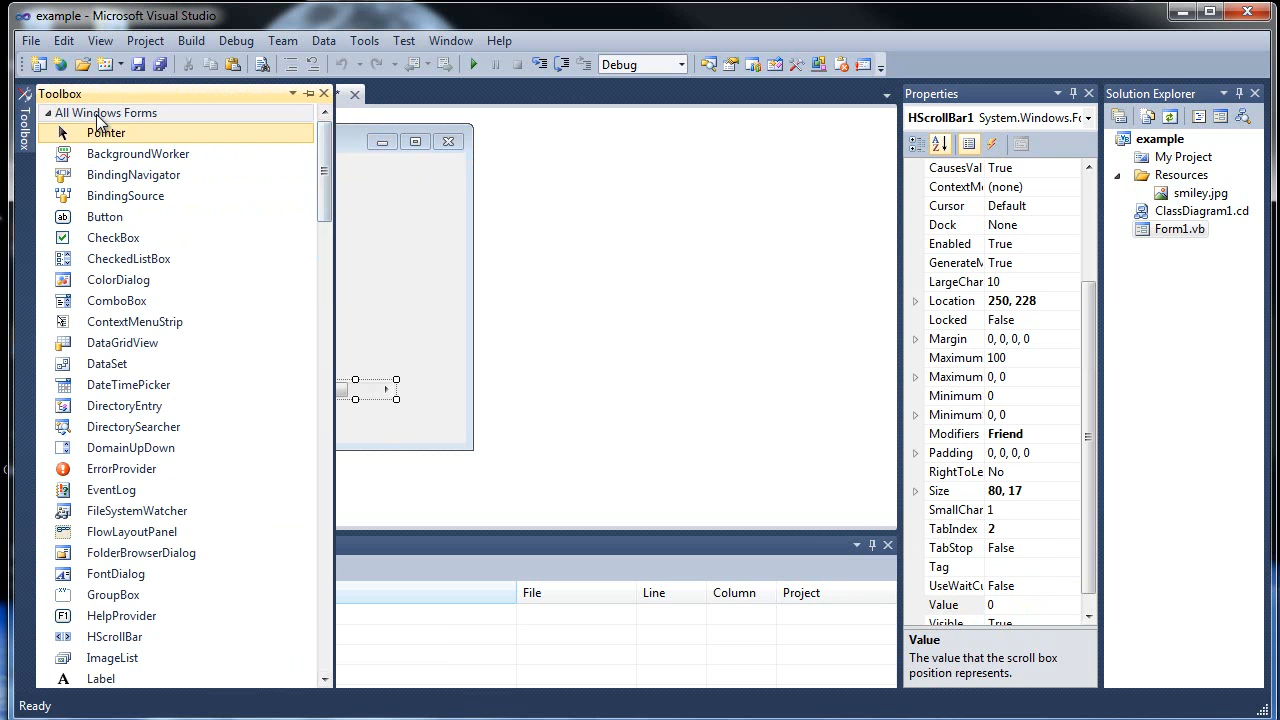 example - Microsoft Visual Studio
File Edit View Project Build Debug Team Data Tools Test Window Help
Debug
Toolbox
Toolbox
All Windows Forms
Pointer
BackgroundWorker
BindingNavigator
BindingSource
Button
CheckBox
CheckedListBox
ColorDialog
ComboBox
ContextMenuStrip
DataGridView
DataSet
DateTimePicker
DirectoryEntry
DirectorySearcher
DomainUpDown
ErrorProvider
EventLog
FileSystemWatcher
FlowLayoutPanel
FolderBrowserDialog
FontDialog
GroupBox
HelpProvider
HScrollBar
ImageList
Label
File Line Column Project
Properties
HScrollBar1 System.Windows.Fo
CausesVal True
ContextMe (none)
Cursor Default
Dock None
Enabled True
GenerateM True
LargeChar 10
Location 250, 228
Locked False
Margin 0, 0, 0, 0
Maximum 100
Maximum 0, 0
Minimum 0
Minimum 0, 0
Modifiers Friend
Padding 0, 0, 0, 0
RightToLe No
Size 80, 17
SmallChar 1
TabIndex 2
TabStop False
Tag
UseWaitCu False
Value 0
Visible True
Value
The value that the scroll box
position represents.
Solution Explorer
example
My Project
Resources
smiley.jpg
ClassDiagram1.cd
Form1.vb
Ready